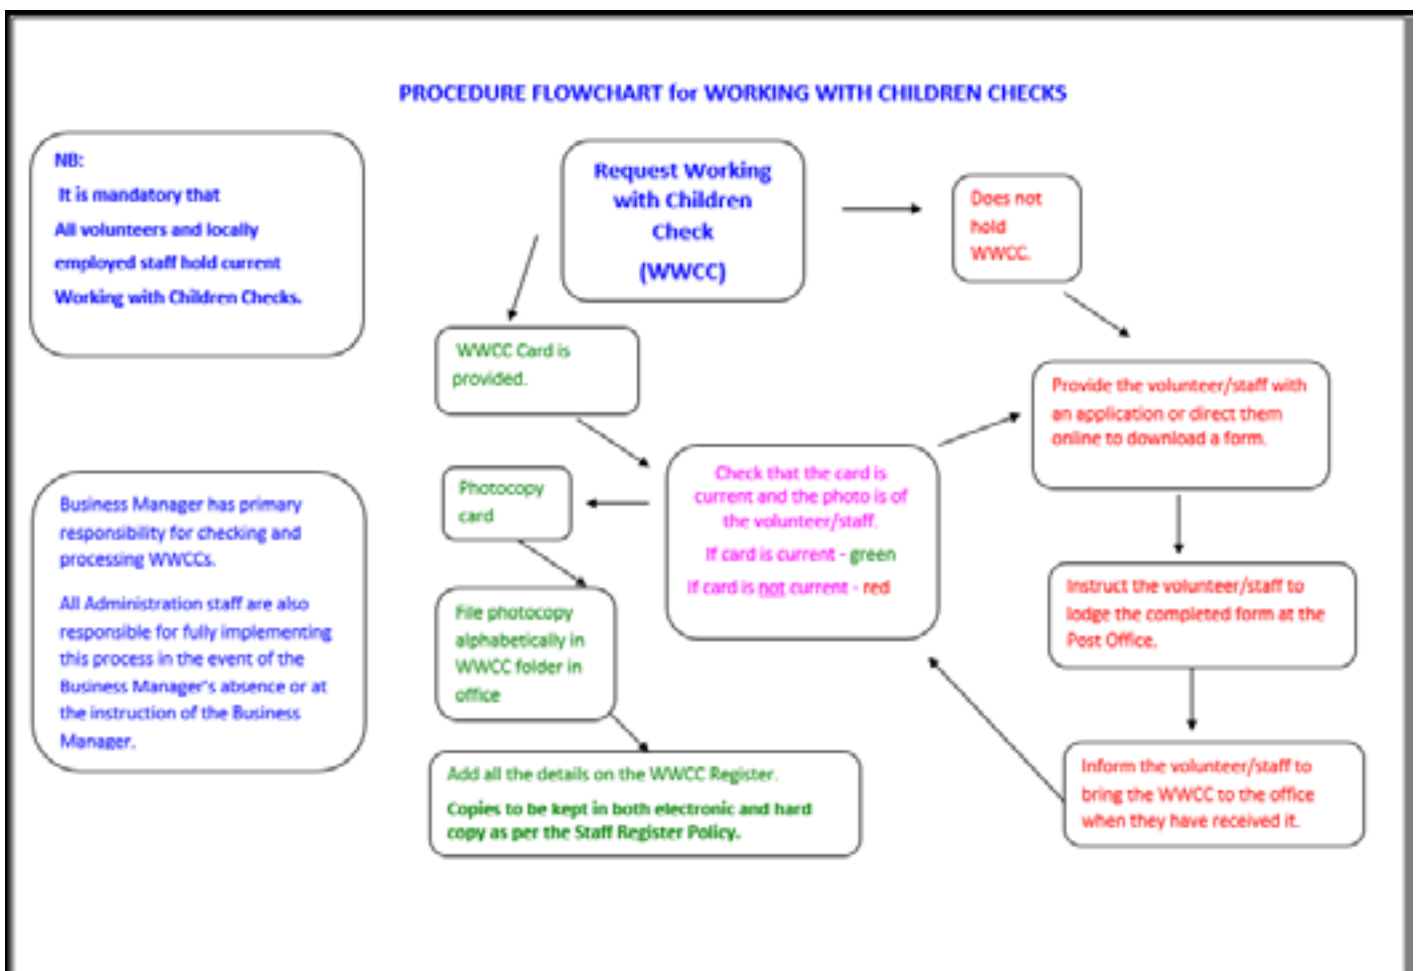 PROCEDURE FLOWCHART for WORKING WITH CHILDREN CHECKS
NB:
It is mandatory that
All volunteers and locally
employed staff hold current
Working with Children Checks.
Request Working
with Children
Check
(WWCC)
Does not
hold
WWCC.
WWCC Card is
provided.
Provide the volunteer/staff with
an application or direct them
online to download a form.
Check that the card is
current and the photo is of
the volunteer/staff.
If card is current - green
If card is not current - red
Photocopy
card
Business Manager has primary
responsibility for checking and
processing WWCCs.
All Administration staff are also
responsible for fully implementing
this process in the event of the
Business Manager's absence or at
the instruction of the Business
Manager.
Instruct the volunteer/staff to
lodge the completed form at the
Post Office.
File photocopy
alphabetically in
WWCC folder in
office
Add all the details on the WWCC Register.
Copies to be kept in both electronic and hard
copy as per the Staff Register Policy.
Inform the volunteer/staff to
bring the WWCC to the office
when they have received it.